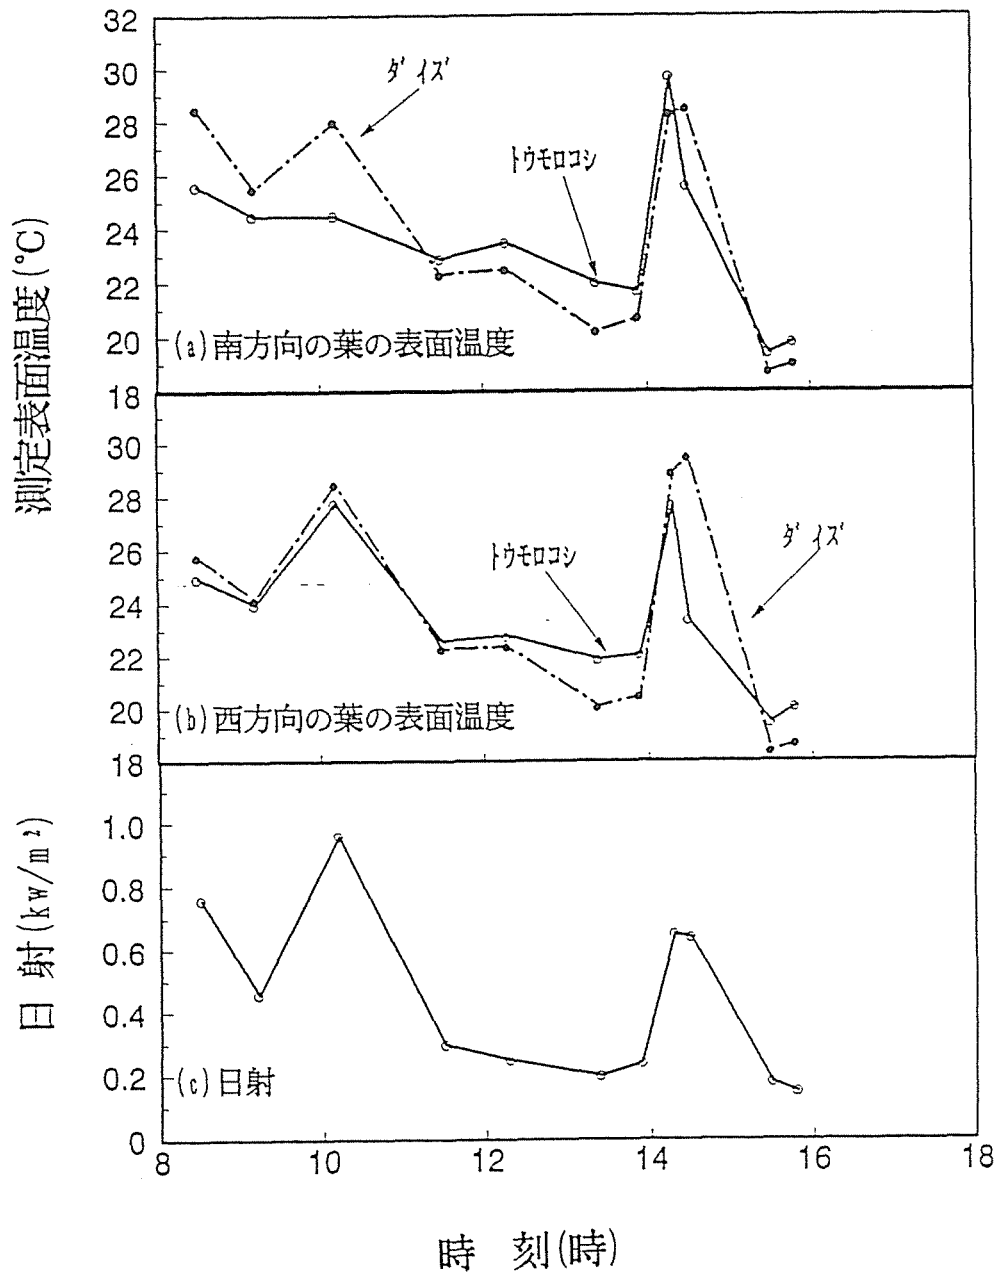 32
30
28
26
24
22
20
18
ダイズ
トウモロコシ
(a)南方向の葉の表面温度
測定表面温度(℃)
30
28
26
24
22
20
18
トウモロコシ
ダイズ
(b)西方向の葉の表面温度
日射(kw/m²)
1.0
0.8
0.6
0.4
0.2
0
(c)日射
8 10 12 14 16 18
時 刻(時)